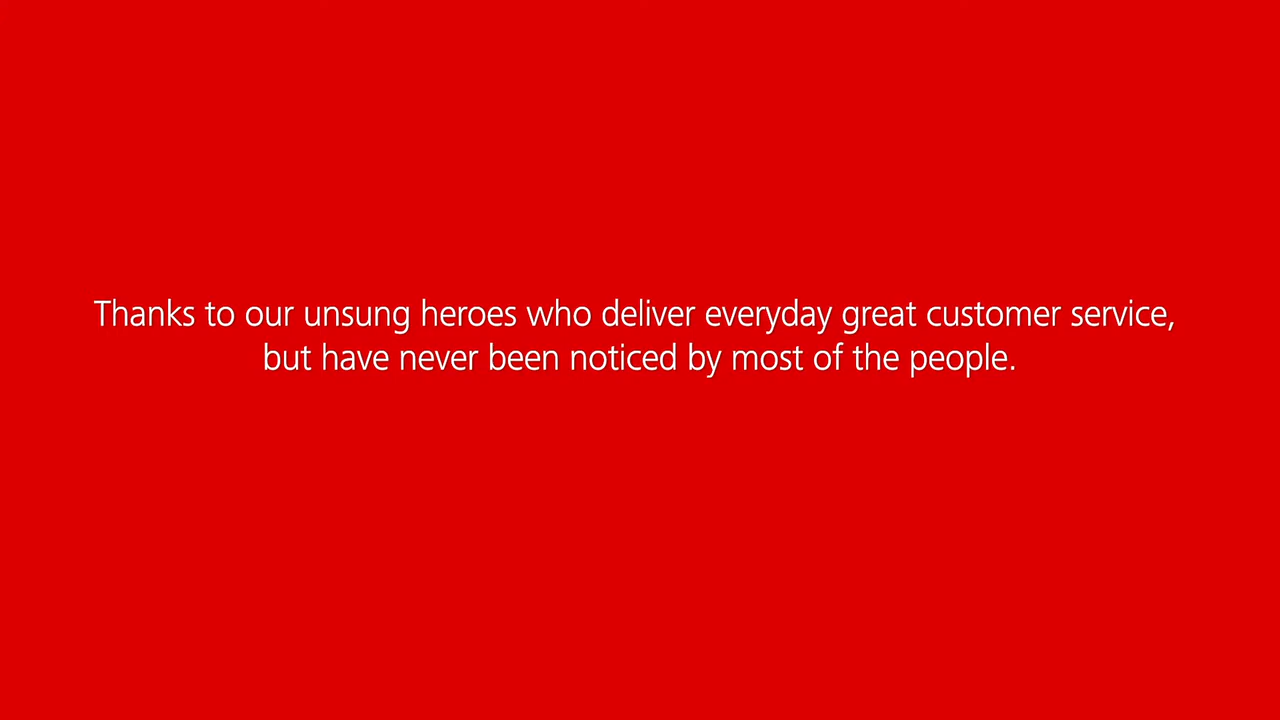 Thanks to our unsung heroes who deliver everyday great customer service,
but have never been noticed by most of the people.